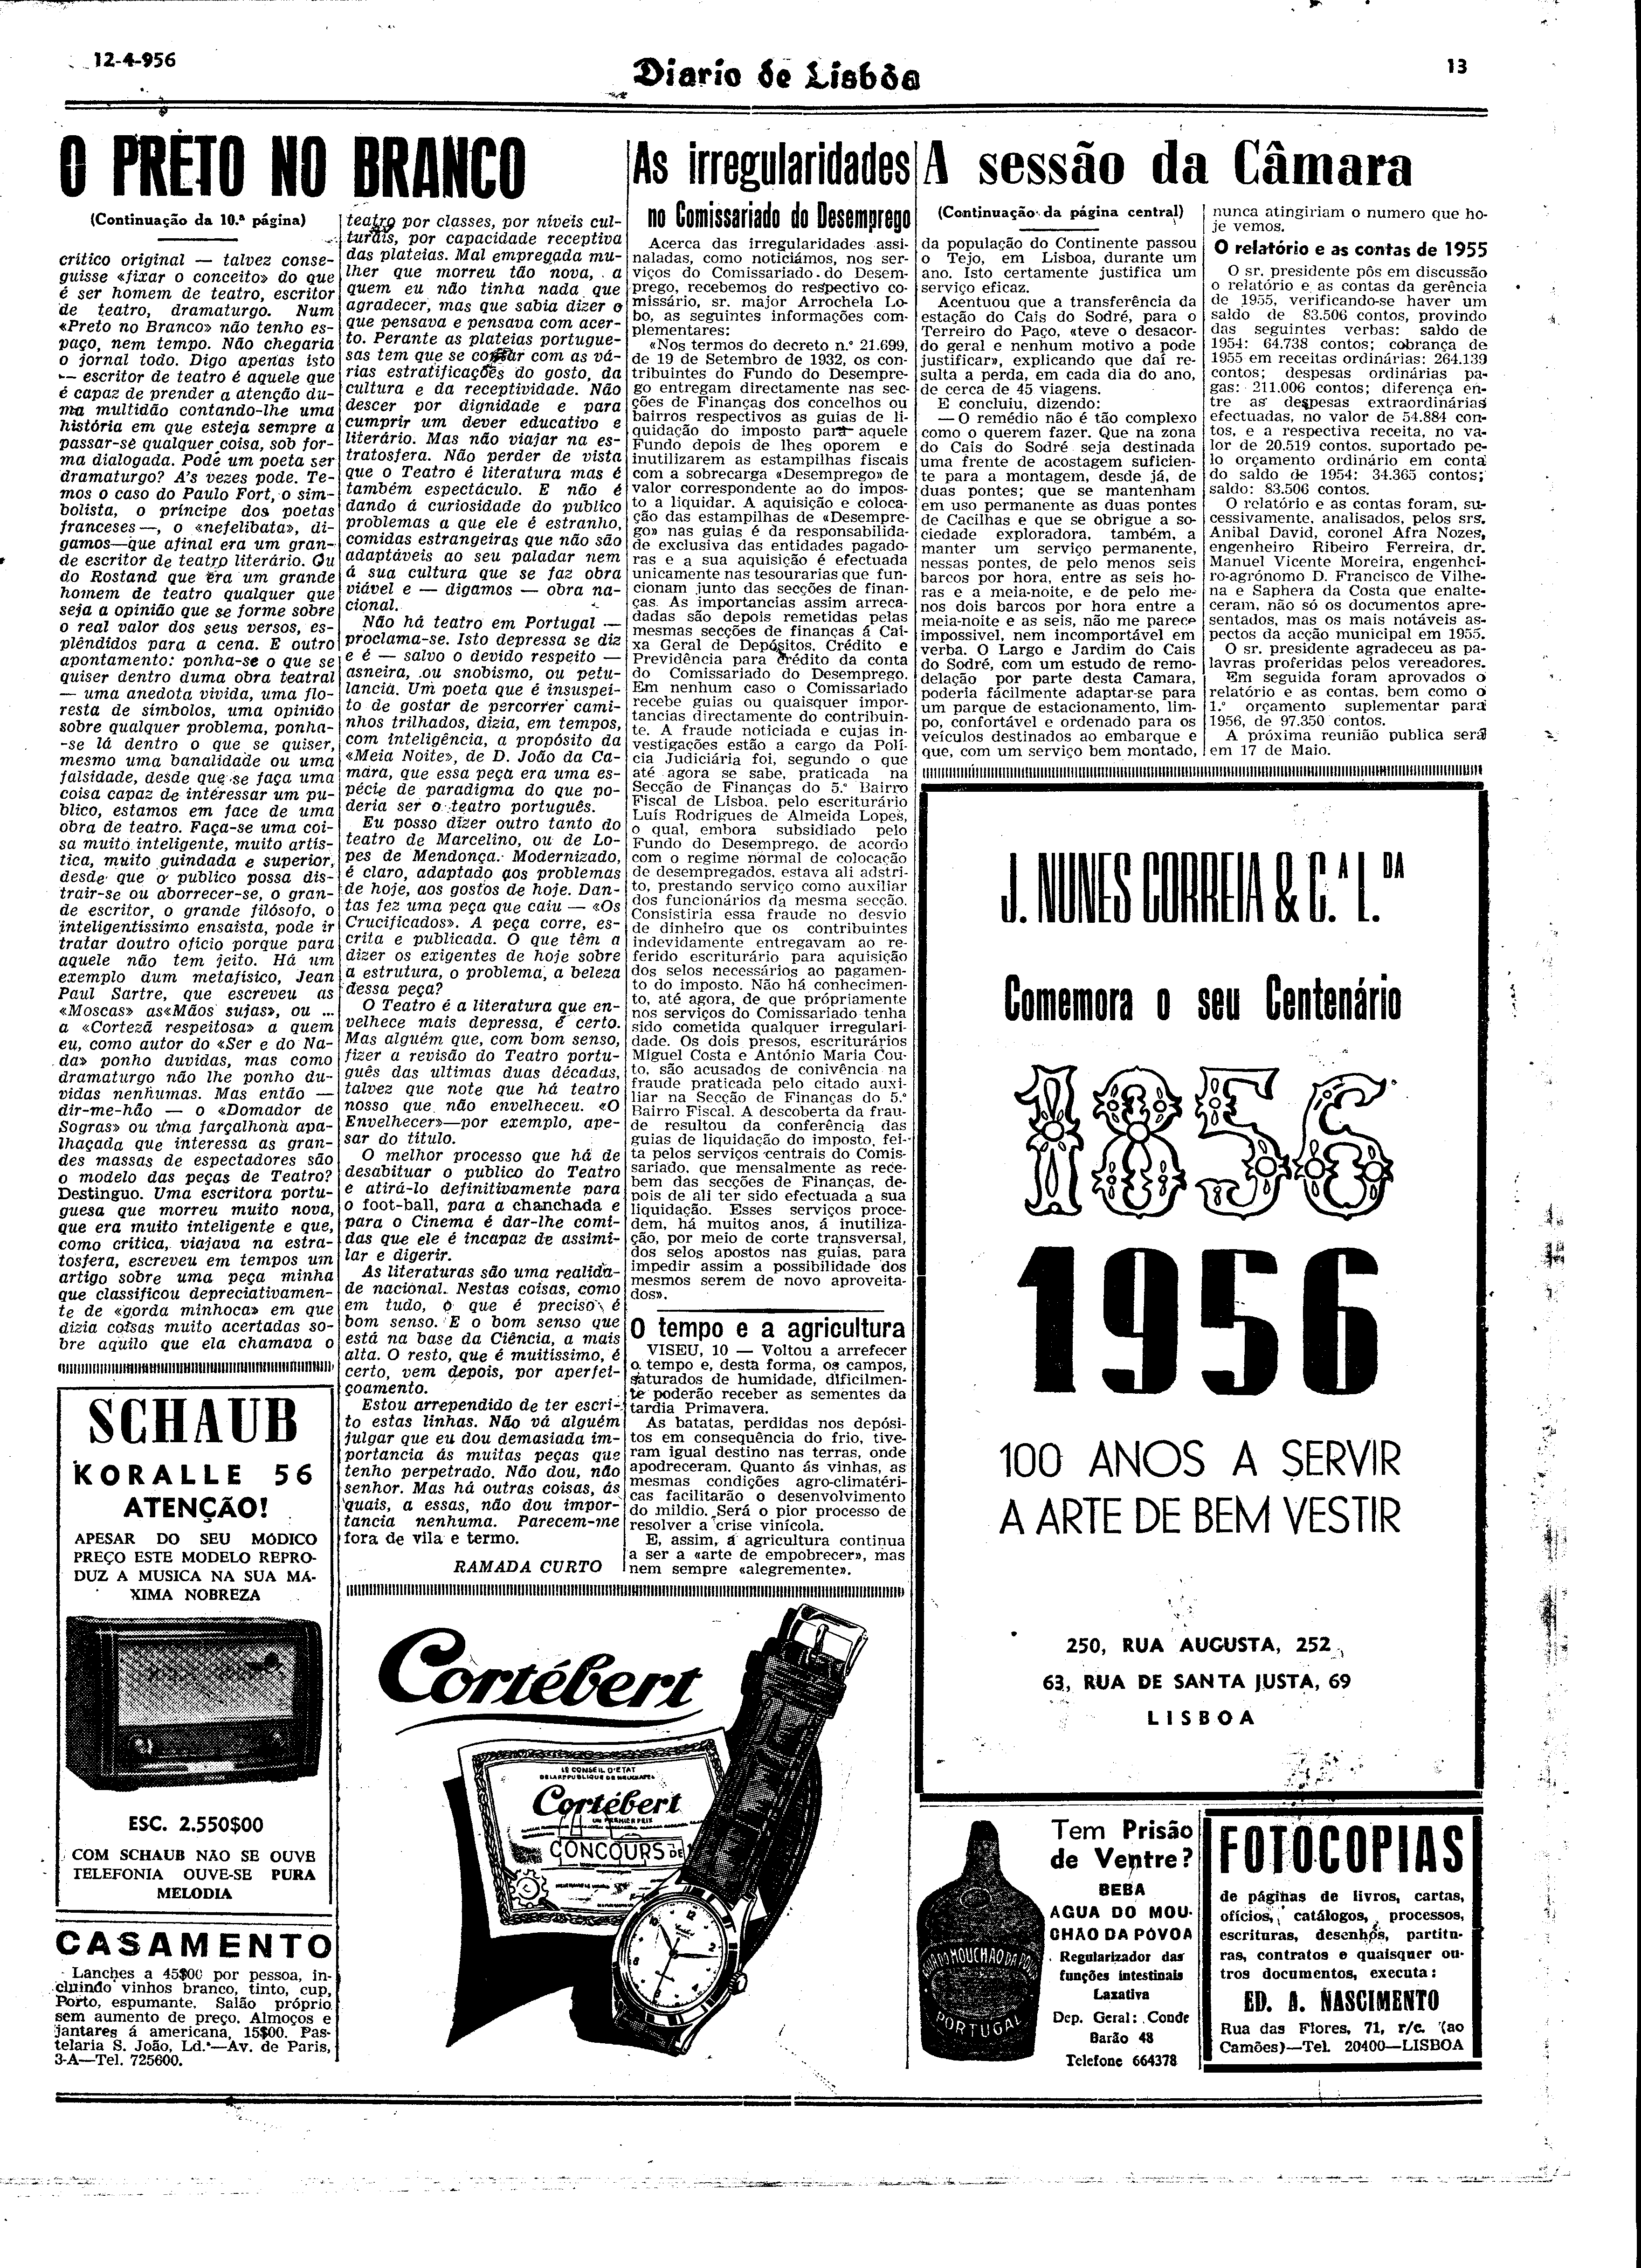 12-4-956
Diario de Lisbôa
13
O PRETO NO BRANCO
(Continuação da 10.ª página)
crítico original — talvez conse-
guisse «fixar o conceito» do que
é ser homem de teatro, escritor
de teatro, dramaturgo. Num
«Preto no Branco» não tenho es-
paço, nem tempo. Não chegaria
o jornal todo. Digo apenas isto
— escritor de teatro é aquele que
é capaz de prender a atenção du-
ma multidão contando-lhe uma
história em que esteja sempre a
passar-se qualquer coisa, sob for-
ma dialogada. Pode um poeta ser
dramaturgo? A's vezes pode. Te-
mos o caso do Paulo Fort, o sim-
bolista, o príncipe dos poetas
franceses—, o «nefelibata», di-
gamos—que afinal era um gran-
de escritor de teatro literário. Ou
do Rostand que era um grande
homem de teatro qualquer que
seja a opinião que se forme sobre
o real valor dos seus versos, es-
plêndidos para a cena. E outro
apontamento: ponha-se o que se
quiser dentro duma obra teatral
— uma anedota vivida, uma flo-
resta de símbolos, uma opinião
sobre qualquer problema, ponha-
-se lá dentro o que se quiser,
mesmo uma banalidade ou uma
falsidade, desde que se faça uma
coisa capaz de interessar um pu-
blico, estamos em face de uma
obra de teatro. Faça-se uma coi-
sa muito inteligente, muito artís-
tica, muito guindada e superior,
desde que o publico possa dis-
trair-se ou aborrecer-se, o gran-
de escritor, o grande filósofo, o
inteligentissimo ensaista, pode ir
tratar doutro oficio porque para
aquele não tem jeito. Há um
exemplo dum metafisico, Jean
Paul Sartre, que escreveu as
«Moscas» as«Mãos sujas», ou ...
a «Cortezã respeitosa» a quem
eu, como autor do «Ser e do Na-
da» ponho duvidas, mas como
dramaturgo não lhe ponho du-
vidas nenhumas. Mas então —
dir-me-hão — o «Domador de
Sogras» ou uma farçalhona apa-
lhaçada que interessa as gran-
des massas de espectadores são
o modelo das peças de Teatro?
Destinguo. Uma escritora portu-
guesa que morreu muito nova,
que era muito inteligente e que,
como critica, viajava na estra-
tosfera, escreveu em tempos um
artigo sobre uma peça minha
que classificou depreciativamen-
te de «gorda minhoca» em que
dizia coisas muito acertadas so-
bre aquilo que ela chamava o
teatro por classes, por níveis cul-
turais, por capacidade receptiva
das plateias. Mal empregada mu-
lher que morreu tão nova, a
quem eu não tinha nada que
agradecer, mas que sabia dizer o
que pensava e pensava com acer-
to. Perante as plateias portugue-
sas tem que se contar com as vá-
rias estratificações do gosto, da
cultura e da receptividade. Não
descer por dignidade e para
cumprir um dever educativo e
literário. Mas não viajar na es-
tratosfera. Não perder de vista
que o Teatro é literatura mas é
também espectáculo. E não é
dando á curiosidade do publico
problemas a que ele é estranho,
comidas estrangeiras que não são
adaptáveis ao seu paladar nem
á sua cultura que se faz obra
viável e — digamos — obra na-
cional.
Não há teatro em Portugal —
proclama-se. Isto depressa se diz
e é — salvo o devido respeito —
asneira, ou snobismo, ou petu-
lancia. Um poeta que é insuspei-
to de gostar de percorrer cami-
nhos trilhados, dizia, em tempos,
com inteligência, a propósito da
«Meia Noite», de D. João da Ca-
mara, que essa peça era uma es-
pécie de paradigma do que po-
deria ser o teatro português.
Eu posso dizer outro tanto do
teatro de Marcelino, ou de Lo-
pes de Mendonça. Modernizado,
é claro, adaptado aos problemas
de hoje, aos gostos de hoje. Dan-
tas fez uma peça que caiu — «Os
Crucificados». A peça corre, es-
crita e publicada. O que têm a
dizer os exigentes de hoje sobre
a estrutura, o problema, a beleza
dessa peça?
O Teatro é a literatura que en-
velhece mais depressa, é certo.
Mas alguém que, com bom senso,
fizer a revisão do Teatro portu-
guês das ultimas duas décadas,
talvez que note que há teatro
nosso que não envelheceu. «O
Envelhecer»—por exemplo, ape-
sar do titulo.
O melhor processo que há de
desabituar o publico do Teatro
e atirá-lo definitivamente para
o foot-ball, para a chanchada e
para o Cinema é dar-lhe comi-
das que ele é incapaz de assimi-
lar e digerir.
As literaturas são uma realida-
de nacional. Nestas coisas, como
em tudo, o que é preciso é
bom senso. E o bom senso que
está na base da Ciência, a mais
alta. O resto, que é muitissimo, é
certo, vem depois, por aperfei-
çoamento.
Estou arrependido de ter escri-
to estas linhas. Não vá alguém
julgar que eu dou demasiada im-
portancia ás muitas peças que
tenho perpetrado. Não dou, não
senhor. Mas há outras coisas, ás
quais, a essas, não dou impor-
tancia nenhuma. Parecem-me
fora de vila e termo.
RAMADA CURTO
As irregularidades
no Comissariado do Desemprego
Acerca das irregularidades assi-
naladas, como noticiámos, nos ser-
viços do Comissariado do Desem-
prego, recebemos do respectivo co-
missário, sr. major Arrochela Lo-
bo, as seguintes informações com-
plementares:
«Nos termos do decreto n.º 21.699,
de 19 de Setembro de 1932, os con-
tribuintes do Fundo do Desempre-
go entregam directamente nas sec-
ções de Finanças dos concelhos ou
bairros respectivos as guias de li-
quidação do imposto para aquele
Fundo depois de lhes oporem e
inutilizarem as estampilhas fiscais
com a sobrecarga «Desemprego» de
valor correspondente ao do impos-
to a liquidar. A aquisição e coloca-
ção das estampilhas de «Desempre-
go» nas guias é da responsabilida-
de exclusiva das entidades pagado-
ras e a sua aquisição é efectuada
unicamente nas tesourarias que fun-
cionam junto das secções de finan-
ças. As importancias assim arreca-
dadas são depois remetidas pelas
mesmas secções de finanças á Cai-
xa Geral de Depósitos, Crédito e
Previdência para crédito da conta
do Comissariado do Desemprego.
Em nenhum caso o Comissariado
recebe guias ou quaisquer impor-
tancias directamente do contribuin-
te. A fraude noticiada e cujas in-
vestigações estão a cargo da Polí-
cia Judiciária foi, segundo o que
até agora se sabe, praticada na
Secção de Finanças do 5.º Bairro
Fiscal de Lisboa, pelo escriturário
Luís Rodrigues de Almeida Lopes,
o qual, embora subsidiado pelo
Fundo do Desemprego, de acordo
com o regime normal de colocação
de desempregados, estava ali adstri-
to, prestando serviço como auxiliar
dos funcionários da mesma secção.
Consistiria essa fraude no desvio
de dinheiro que os contribuintes
indevidamente entregavam ao re-
ferido escriturário para aquisição
dos selos necessários ao pagamen-
to do imposto. Não há conhecimen-
to, até agora, de que própriamente
nos serviços do Comissariado tenha
sido cometida qualquer irregulari-
dade. Os dois presos, escriturários
Miguel Costa e António Maria Cou-
to, são acusados de conivência na
fraude praticada pelo citado auxi-
liar na Secção de Finanças do 5.º
Bairro Fiscal. A descoberta da frau-
de resultou da conferência das
guias de liquidação do imposto, fei-
ta pelos serviços centrais do Comis-
sariado, que mensalmente as rece-
bem das secções de Finanças, de-
pois de ali ter sido efectuada a sua
liquidação. Esses serviços proce-
dem, há muitos anos, á inutiliza-
ção, por meio de corte transversal,
dos selos apostos nas guias, para
impedir assim a possibilidade dos
mesmos serem de novo aproveita-
dos».
O tempo e a agricultura
VISEU, 10 — Voltou a arrefecer
o tempo e, desta forma, os campos,
saturados de humidade, dificilmen-
te poderão receber as sementes da
tardia Primavera.
As batatas, perdidas nos depósi-
tos em consequência do frio, tive-
ram igual destino nas terras, onde
apodreceram. Quanto ás vinhas, as
mesmas condições agro-climatéri-
cas facilitarão o desenvolvimento
do mildio. Será o pior processo de
resolver a crise vinícola.
E, assim, á agricultura continua
a ser a «arte de empobrecer», mas
nem sempre «alegremente».
A sessão da Câmara
(Continuação da página central)
da população do Continente passou
o Tejo, em Lisboa, durante um
ano. Isto certamente justifica um
serviço eficaz.
Acentuou que a transferência da
estação do Cais do Sodré, para o
Terreiro do Paço, «teve o desacor-
do geral e nenhum motivo a pode
justificar», explicando que daí re-
sulta a perda, em cada dia do ano,
de cerca de 45 viagens.
E concluiu, dizendo:
— O remédio não é tão complexo
como o querem fazer. Que na zona
do Cais do Sodré seja destinada
uma frente de acostagem suficien-
te para a montagem, desde já, de
duas pontes; que se mantenham
em uso permanente as duas pontes
de Cacilhas e que se obrigue a so-
ciedade exploradora, também, a
manter um serviço permanente,
nessas pontes, de pelo menos seis
barcos por hora, entre as seis ho-
ras e a meia-noite, e de pelo me-
nos dois barcos por hora entre a
meia-noite e as seis, não me parece
impossivel, nem incomportável em
verba. O Largo e Jardim do Cais
do Sodré, com um estudo de remo-
delação por parte desta Camara,
poderia fácilmente adaptar-se para
um parque de estacionamento, lim-
po, confortável e ordenado para os
veículos destinados ao embarque e
que, com um serviço bem montado,
nunca atingiriam o numero que ho-
je vemos.
O relatório e as contas de 1955
O sr. presidente pôs em discussão
o relatório e as contas da gerência
de 1955, verificando-se haver um
saldo de 83.506 contos, provindo
das seguintes verbas: saldo de
1954: 64.738 contos; cobrança de
1955 em receitas ordinárias: 264.139
contos; despesas ordinárias pa-
gas: 211.006 contos; diferença en-
tre as despesas extraordinárias
efectuadas, no valor de 54.884 con-
tos, e a respectiva receita, no va-
lor de 20.519 contos, suportado pe-
lo orçamento ordinário em conta
do saldo de 1954: 34.365 contos;
saldo: 83.506 contos.
O relatório e as contas foram, su-
cessivamente, analisados, pelos srs.
Anibal David, coronel Afra Nozes,
engenheiro Ribeiro Ferreira, dr.
Manuel Vicente Moreira, engenhei-
ro-agrónomo D. Francisco de Vilhe-
na e Saphera da Costa que enalte-
ceram, não só os documentos apre-
sentados, mas os mais notáveis as-
pectos da acção municipal em 1955.
O sr. presidente agradeceu as pa-
lavras proferidas pelos vereadores.
Em seguida foram aprovados o
relatório e as contas, bem como o
1.º orçamento suplementar para
1956, de 97.350 contos.
A próxima reunião publica será
em 17 de Maio.
J. NUNES CORREIA & C.ª L.DA
Comemora o seu Centenário
1856
1956
100 ANOS A SERVIR
A ARTE DE BEM VESTIR
250, RUA AUGUSTA, 252
63, RUA DE SANTA JUSTA, 69
LISBOA
SCHAUB
KORALLE 56
ATENÇÃO!
APESAR DO SEU MÓDICO
PREÇO ESTE MODELO REPRO-
DUZ A MUSICA NA SUA MÁ-
XIMA NOBREZA
ESC. 2.550$00
COM SCHAUB NÃO SE OUVE
TELEFONIA OUVE-SE PURA
MELODIA
CASAMENTO
Lanches a 45$00 por pessoa, in-
cluindo vinhos branco, tinto, cup,
Porto, espumante. Salão próprio
sem aumento de preço. Almoços e
jantares á americana, 15$00. Pas-
telaria S. João, Ld.ª—Av. de Paris,
3-A—Tel. 725600.
Cortébert
LE CONSEIL D'ETAT
DE LA REPUBLIQUE DE NEUCHATEL
Cortébert
UN PREMIER PRIX
CONCOURS DE
Tem Prisão
de Ventre?
BEBA
AGUA DO MOU-
CHÃO DA PÓVOA
Regularizador das
funções intestinais
Laxativa
Dep. Geral: Conde
Barão 48
Telefone 664378
PORTUGAL
FOTOCOPIAS
de páginas de livros, cartas,
ofícios, catálogos, processos,
escrituras, desenhos, partitu-
ras, contratos e quaisquer ou-
tros documentos, executa:
ED. A. NASCIMENTO
Rua das Flores, 71, r/c. (ao
Camões)—Tel. 20400—LISBOA